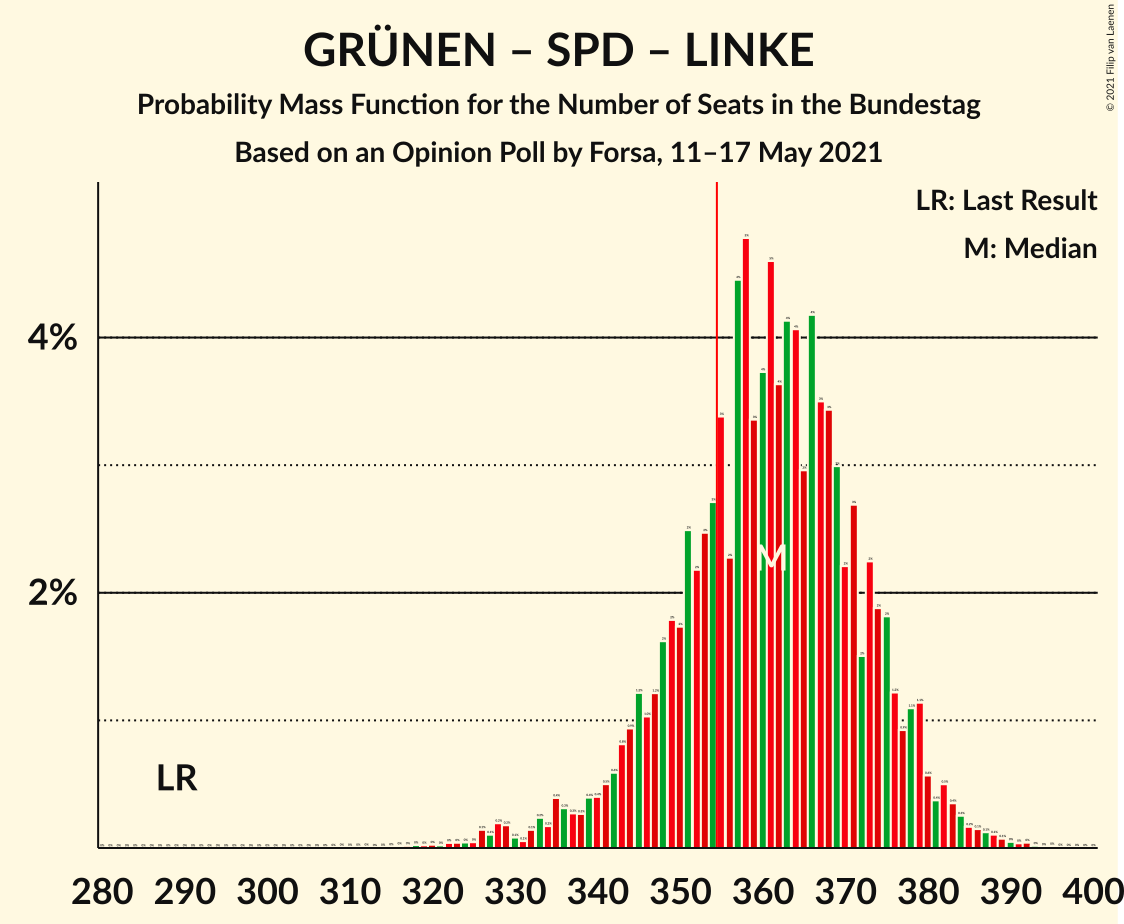 GRÜNEN – SPD – LINKE
Probability Mass Function for the Number of Seats in the Bundestag
Based on an Opinion Poll by Forsa, 11–17 May 2021
© 2021 Filip van Laenen
LR: Last Result
M: Median
4%
2%
LR
M
280 290 300 310 320 330 340 350 360 370 380 390 400